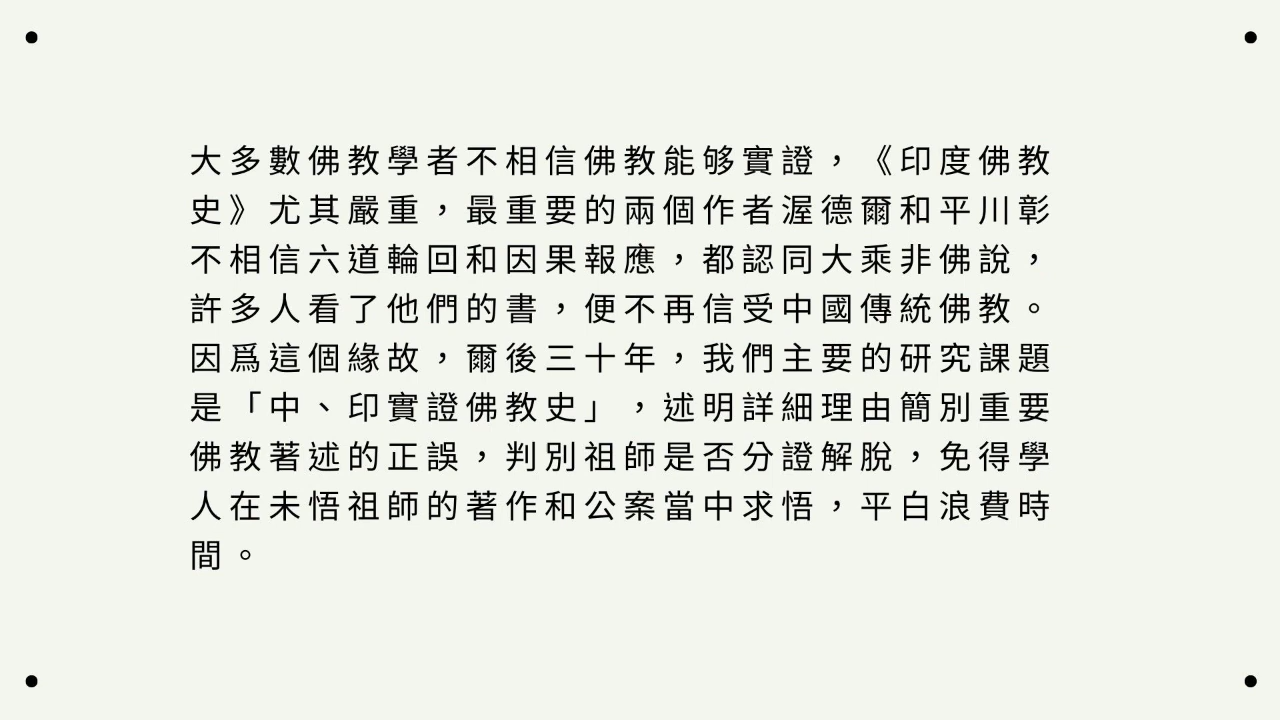 大多數佛教學者不相信佛教能够實證，《印度佛教
史》尤其嚴重，最重要的兩個作者渥德爾和平川彰
不相信六道輪回和因果報應，都認同大乘非佛說，
許多人看了他們的書，便不再信受中國傳統佛教。
因爲這個緣故，爾後三十年，我們主要的研究課題
是「中、印實證佛教史」，述明詳細理由簡別重要
佛教著述的正誤，判別祖師是否分證解脫，免得學
人在未悟祖師的著作和公案當中求悟，平白浪費時
間。